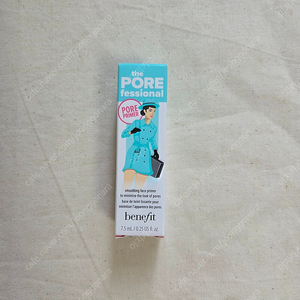 the
PORE
fessional
PORE
PRIMER
smoothing face primer
to minimize the look of pores
base de teint lissante pour
minimiser l'apparence des pores
benefit
7.5 mL / 0.25 US fl. oz.